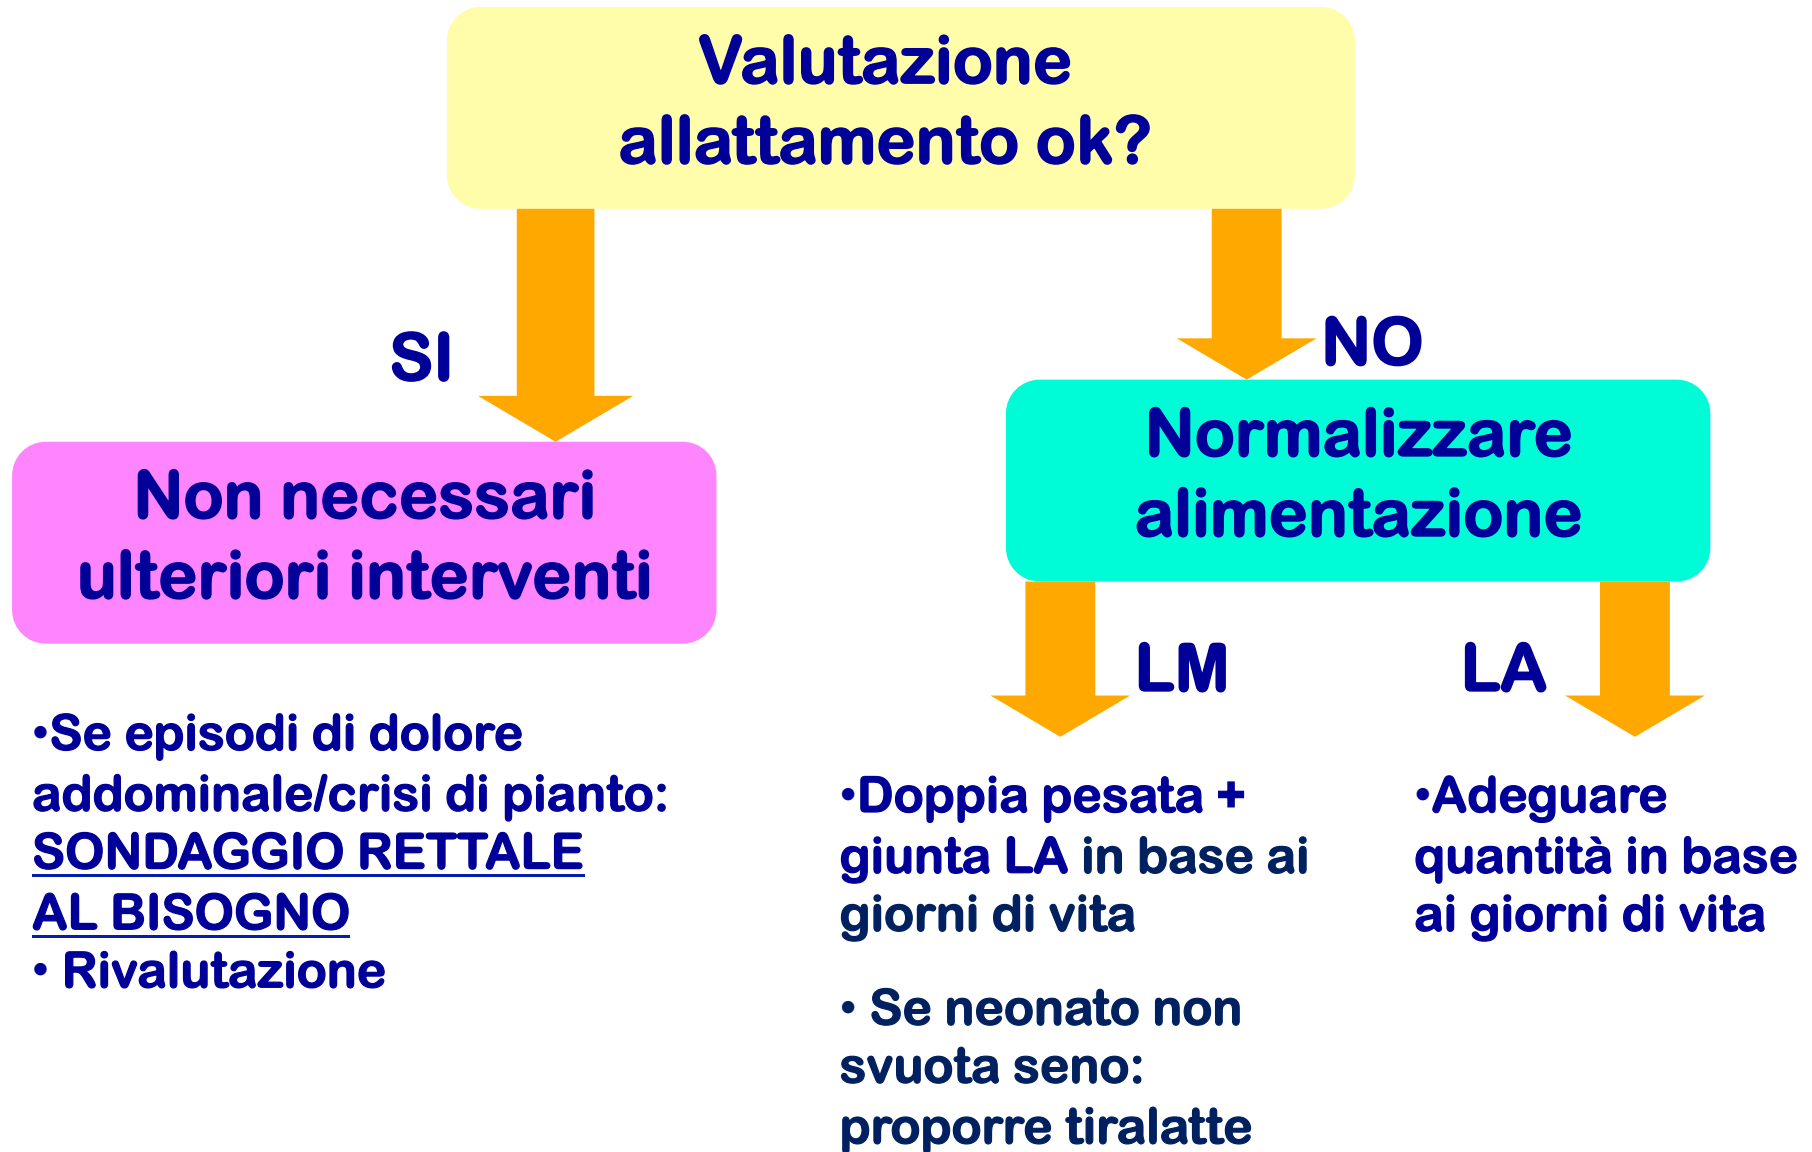 Valutazione
allattamento ok?
SI
NO
Non necessari
ulteriori interventi
Normalizzare
alimentazione
•Se episodi di dolore
addominale/crisi di pianto:
SONDAGGIO RETTALE
AL BISOGNO
• Rivalutazione
LM
LA
•Doppia pesata +
giunta LA in base ai
giorni di vita
• Se neonato non
svuota seno:
proporre tiralatte
•Adeguare
quantità in base
ai giorni di vita